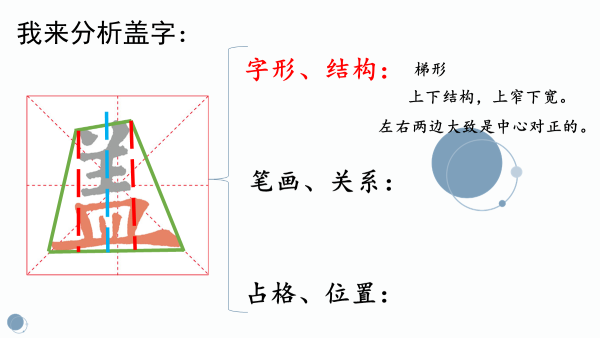 我来分析盖字：
盖
字形、结构：
梯形
上下结构，上窄下宽。
左右两边大致是中心对正的。
笔画、关系：
占格、位置：